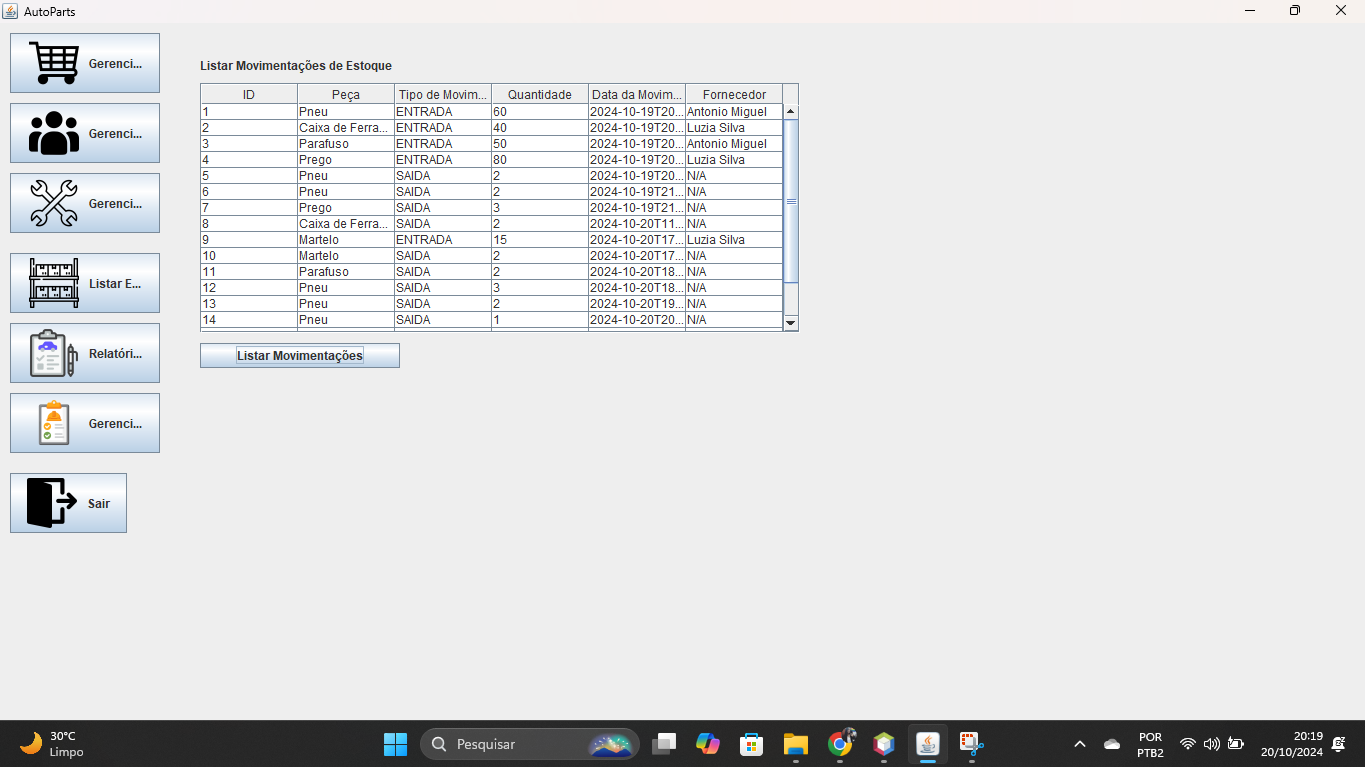 AutoParts
Gerenci...
Gerenci...
Gerenci...
Listar E...
Relatóri...
Gerenci...
Sair
Listar Movimentações de Estoque
ID Peça Tipo de Movim... Quantidade Data da Movim... Fornecedor
1 Pneu ENTRADA 60 2024-10-19T20... Antonio Miguel
2 Caixa de Ferra... ENTRADA 40 2024-10-19T20... Luzia Silva
3 Parafuso ENTRADA 50 2024-10-19T20... Antonio Miguel
4 Prego ENTRADA 80 2024-10-19T20... Luzia Silva
5 Pneu SAIDA 2 2024-10-19T20... N/A
6 Pneu SAIDA 2 2024-10-19T21... N/A
7 Prego SAIDA 3 2024-10-19T21... N/A
8 Caixa de Ferra... SAIDA 2 2024-10-20T11... N/A
9 Martelo ENTRADA 15 2024-10-20T17... Luzia Silva
10 Martelo SAIDA 2 2024-10-20T17... N/A
11 Parafuso SAIDA 2 2024-10-20T18... N/A
12 Pneu SAIDA 3 2024-10-20T18... N/A
13 Pneu SAIDA 2 2024-10-20T19... N/A
14 Pneu SAIDA 1 2024-10-20T20... N/A
Listar Movimentações
30°C
Limpo
Pesquisar
POR
PTB2
20:19
20/10/2024